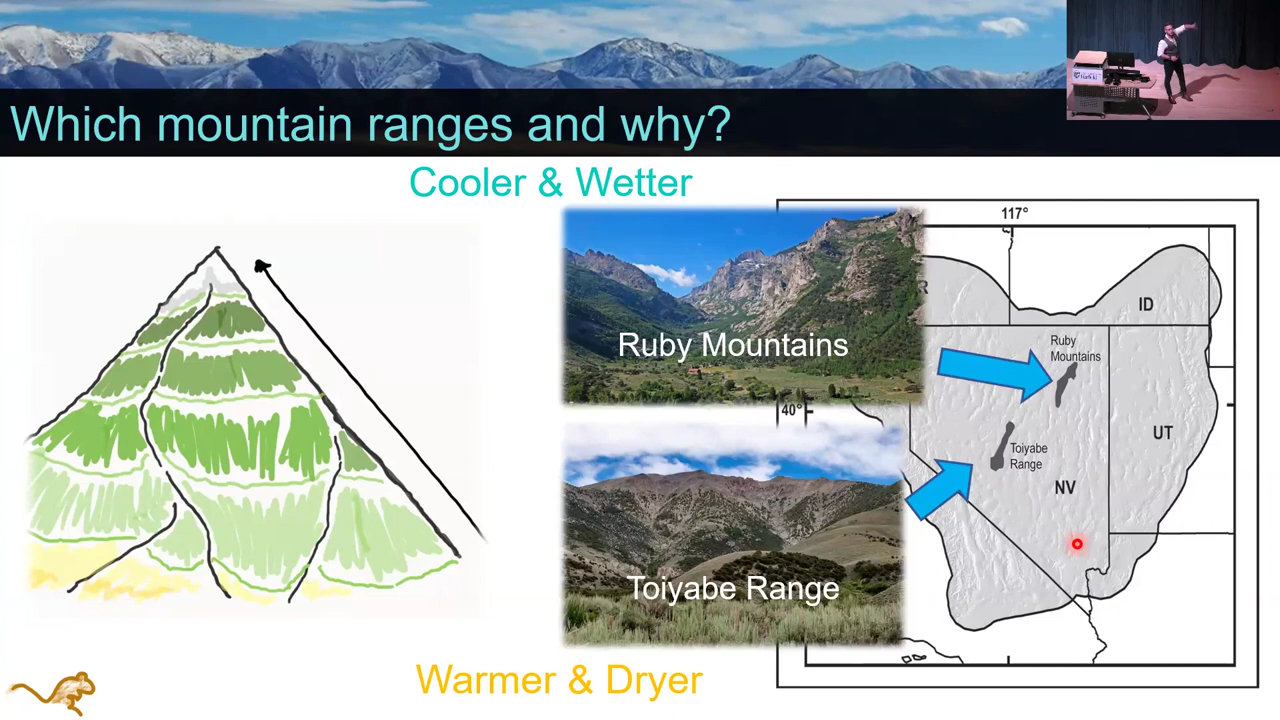 Which mountain ranges and why?
Cooler & Wetter
117°
ID
Ruby Mountains
Ruby
Mountains
40°
UT
Toiyabe
Range
NV
Toiyabe Range
Warmer & Dryer